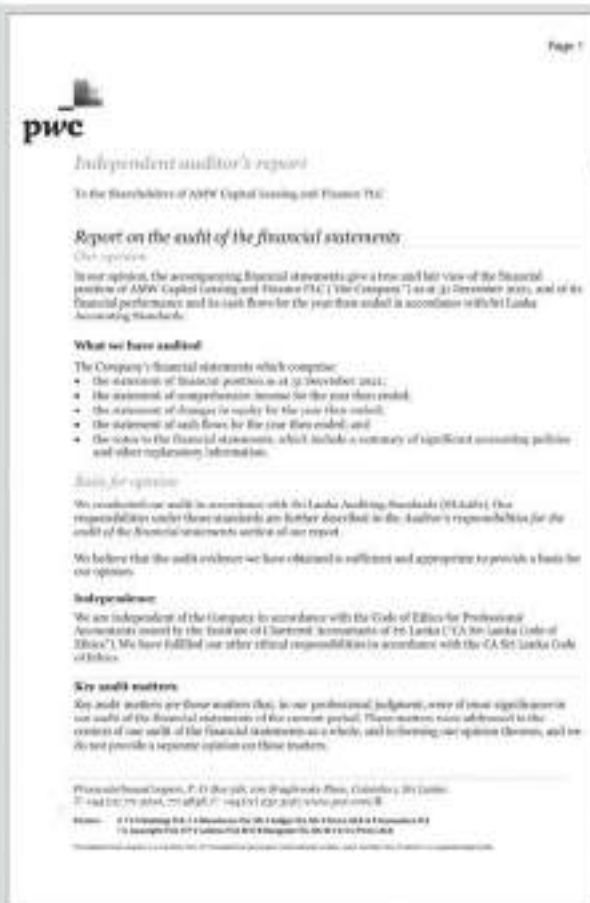 Page 1
pwc
Independent auditor's report
To the Shareholders of AMW Capital Leasing and Finance PLC
Report on the audit of the financial statements
Our opinion
In our opinion, the accompanying financial statements give a true and fair view of the financial
position of AMW Capital Leasing and Finance PLC ("the Company") as at 31 December 2021, and of its
financial performance and its cash flows for the year then ended in accordance with Sri Lanka
Accounting Standards.
What we have audited
The Company's financial statements which comprise:
• the statement of financial position as at 31 December 2021;
• the statement of comprehensive income for the year then ended;
• the statement of changes in equity for the year then ended;
• the statement of cash flows for the year then ended; and
• the notes to the financial statements, which include a summary of significant accounting policies
and other explanatory information.
Basis for opinion
We conducted our audit in accordance with Sri Lanka Auditing Standards (SLAuSs). Our
responsibilities under those standards are further described in the Auditor's responsibilities for the
audit of the financial statements section of our report.
We believe that the audit evidence we have obtained is sufficient and appropriate to provide a basis for
our opinion.
Independence
We are independent of the Company in accordance with the Code of Ethics for Professional
Accountants issued by the Institute of Chartered Accountants of Sri Lanka ("CA Sri Lanka Code of
Ethics"). We have fulfilled our other ethical responsibilities in accordance with the CA Sri Lanka Code
of Ethics.
Key audit matters
Key audit matters are those matters that, in our professional judgment, were of most significance in
our audit of the financial statements of the current period. These matters were addressed in the
context of our audit of the financial statements as a whole, and in forming our opinion thereon, and we
do not provide a separate opinion on these matters.
PricewaterhouseCoopers, P. O. Box 918, 100 Braybrooke Place, Colombo 2, Sri Lanka